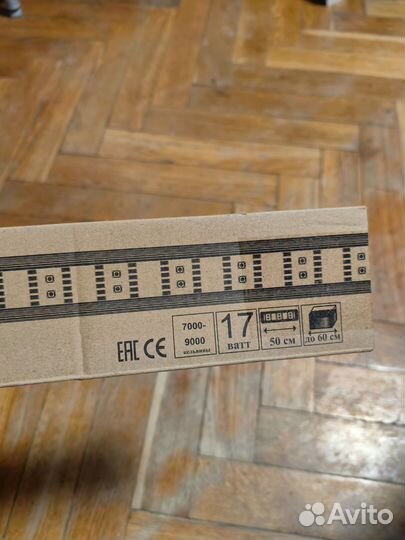 EAC CE
7000-
9000
кельвины
17
ватт
50 см
до 60 см
Avito